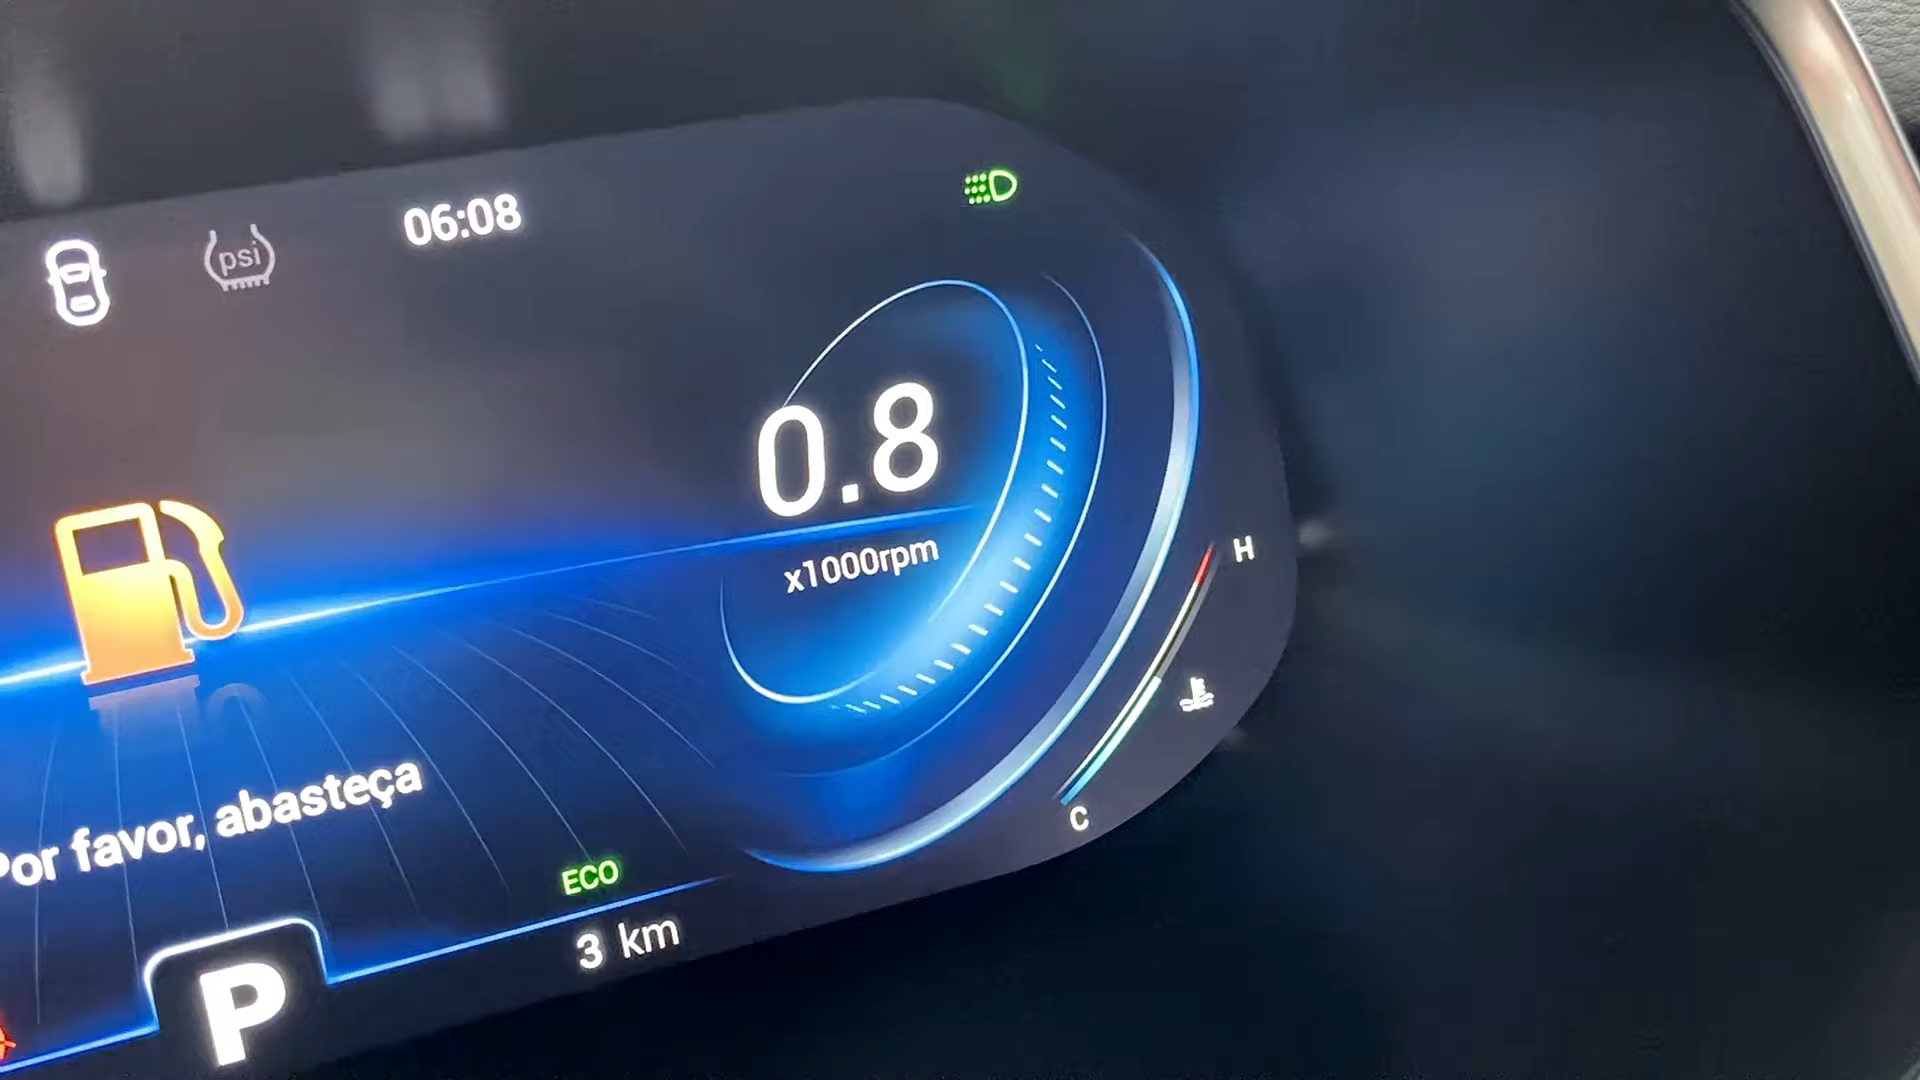 psi
06:08
0.8
x1000rpm
H
Por favor, abasteça
C
ECO
3 km
P